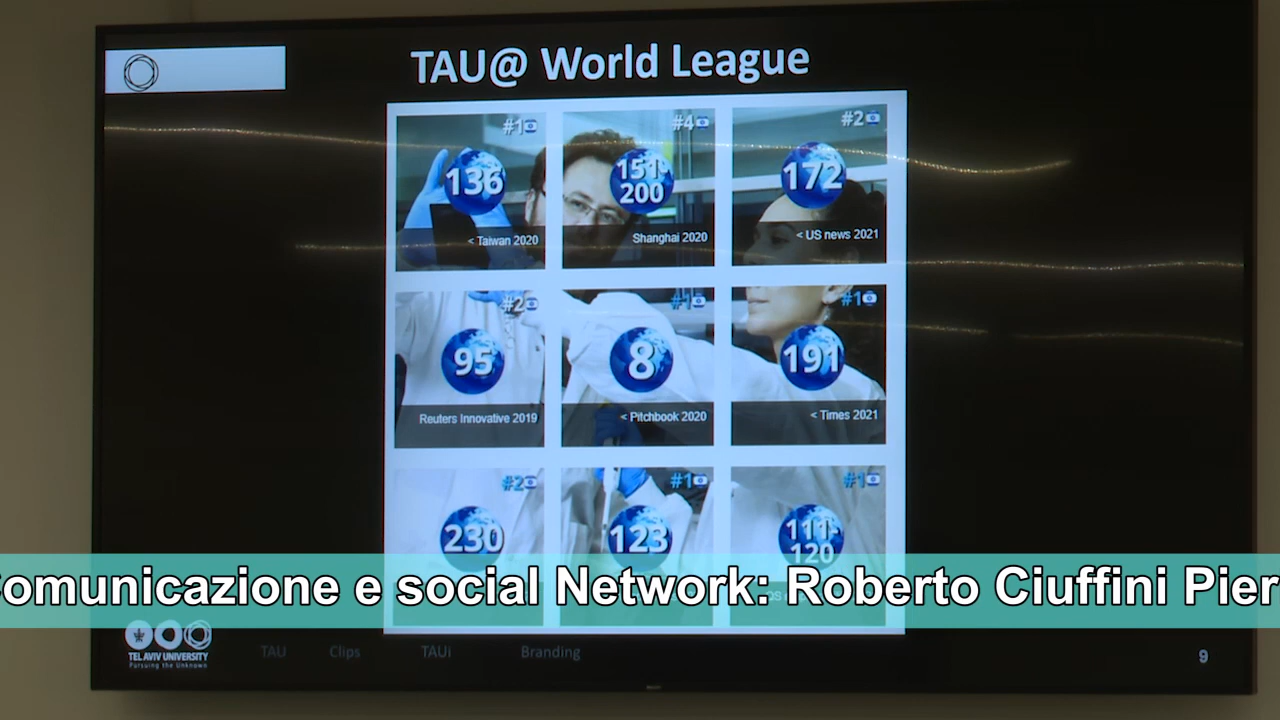 TAU@ World League
#1
136
< Taiwan 2020
#4
151-
200
Shanghai 2020
#2
172
< US news 2021
#2
95
Reuters Innovative 2019
#1
8
< Pitchbook 2020
#1
191
< Times 2021
#2
230
#1
123
#1
111-
120
omunicazione e social Network: Roberto Ciuffini Pier
TEL AVIV UNIVERSITY
Pursuing the Unknown
TAU Clips TAUi Branding
9